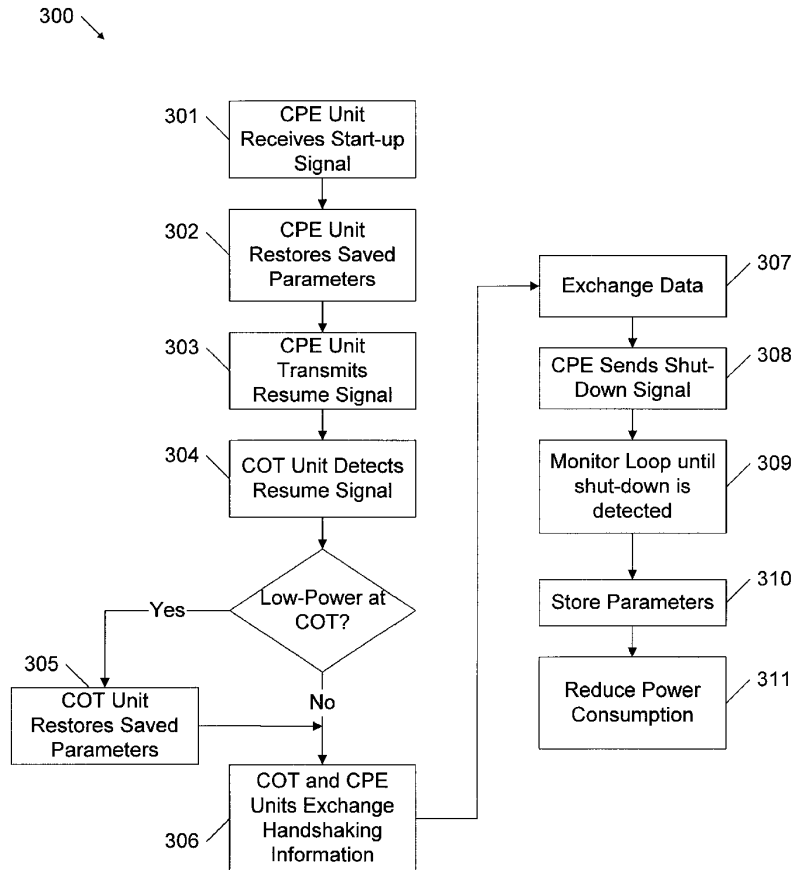 300
301
CPE Unit
Receives Start-up
Signal
302
CPE Unit
Restores Saved
Parameters
303
CPE Unit
Transmits
Resume Signal
304
COT Unit Detects
Resume Signal
Low-Power at
COT?
Yes
No
305
COT Unit
Restores Saved
Parameters
306
COT and CPE
Units Exchange
Handshaking
Information
Exchange Data
307
CPE Sends Shut-
Down Signal
308
Monitor Loop until
shut-down is
detected
309
Store Parameters
310
Reduce Power
Consumption
311